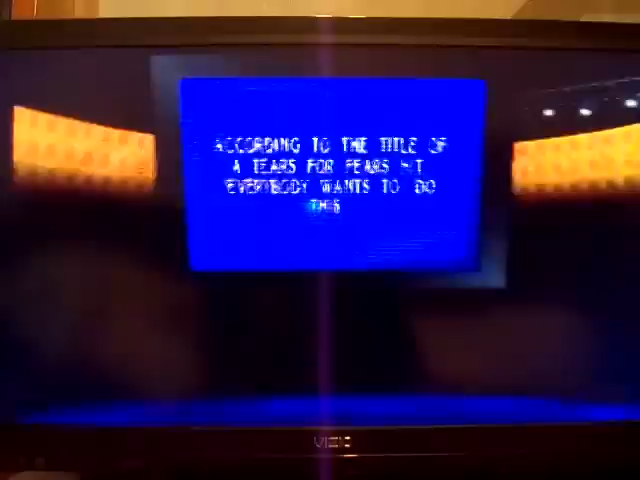 ACCORDING TO THE TITLE OF
A TEARS FOR FEARS HIT
EVERYBODY WANTS TO DO
THIS
VIZIO